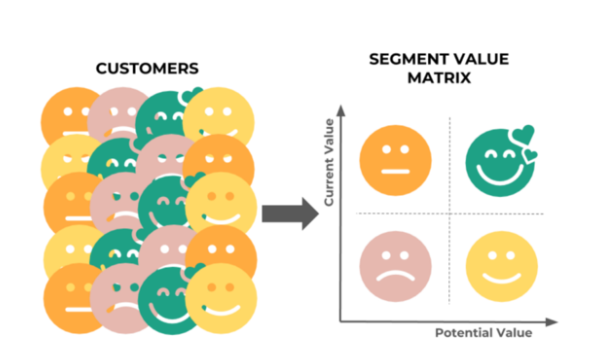 CUSTOMERS
SEGMENT VALUE
MATRIX
Current Value
Potential Value